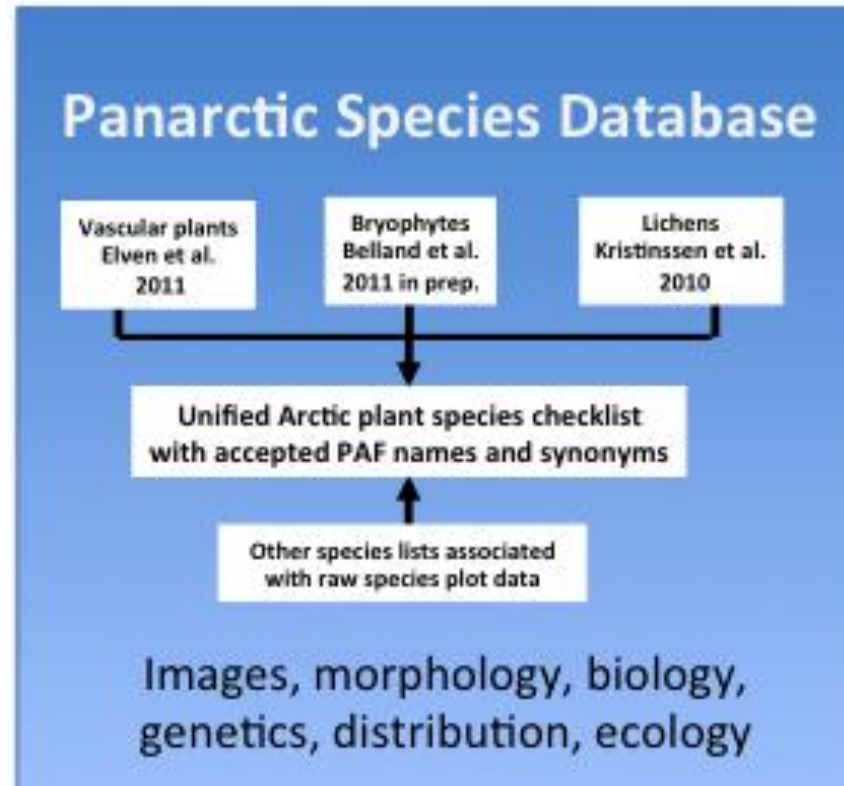 Panarctic Species Database
Vascular plants
Elven et al.
2011
Bryophytes
Belland et al.
2011 in prep.
Lichens
Kristinssen et al.
2010
Unified Arctic plant species checklist
with accepted PAF names and synonyms
Other species lists associated
with raw species plot data
Images, morphology, biology,
genetics, distribution, ecology